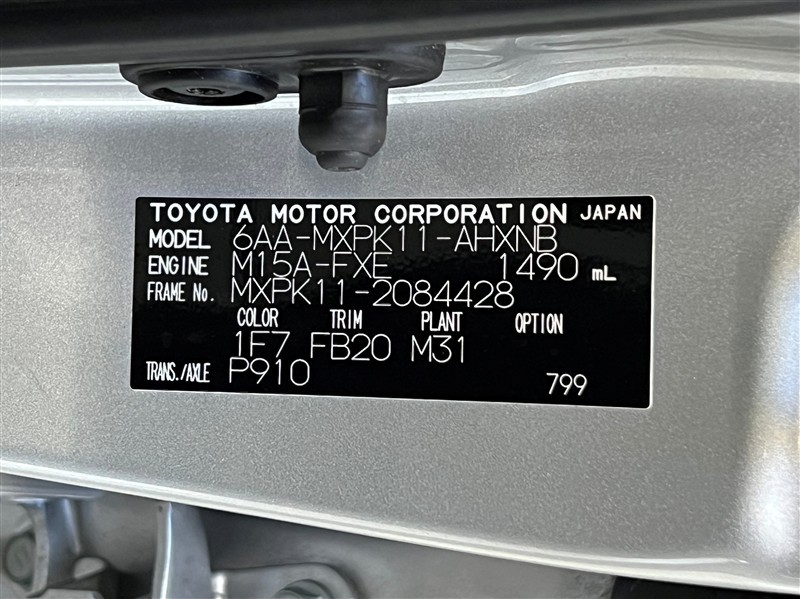 TOYOTA MOTOR CORPORATION JAPAN
MODEL 6AA-MXPK11-AHXNB
ENGINE M15A-FXE 1490 mL
FRAME No. MXPK11-2084428
COLOR TRIM PLANT OPTION
1F7 FB20 M31
TRANS./AXLE P910 799